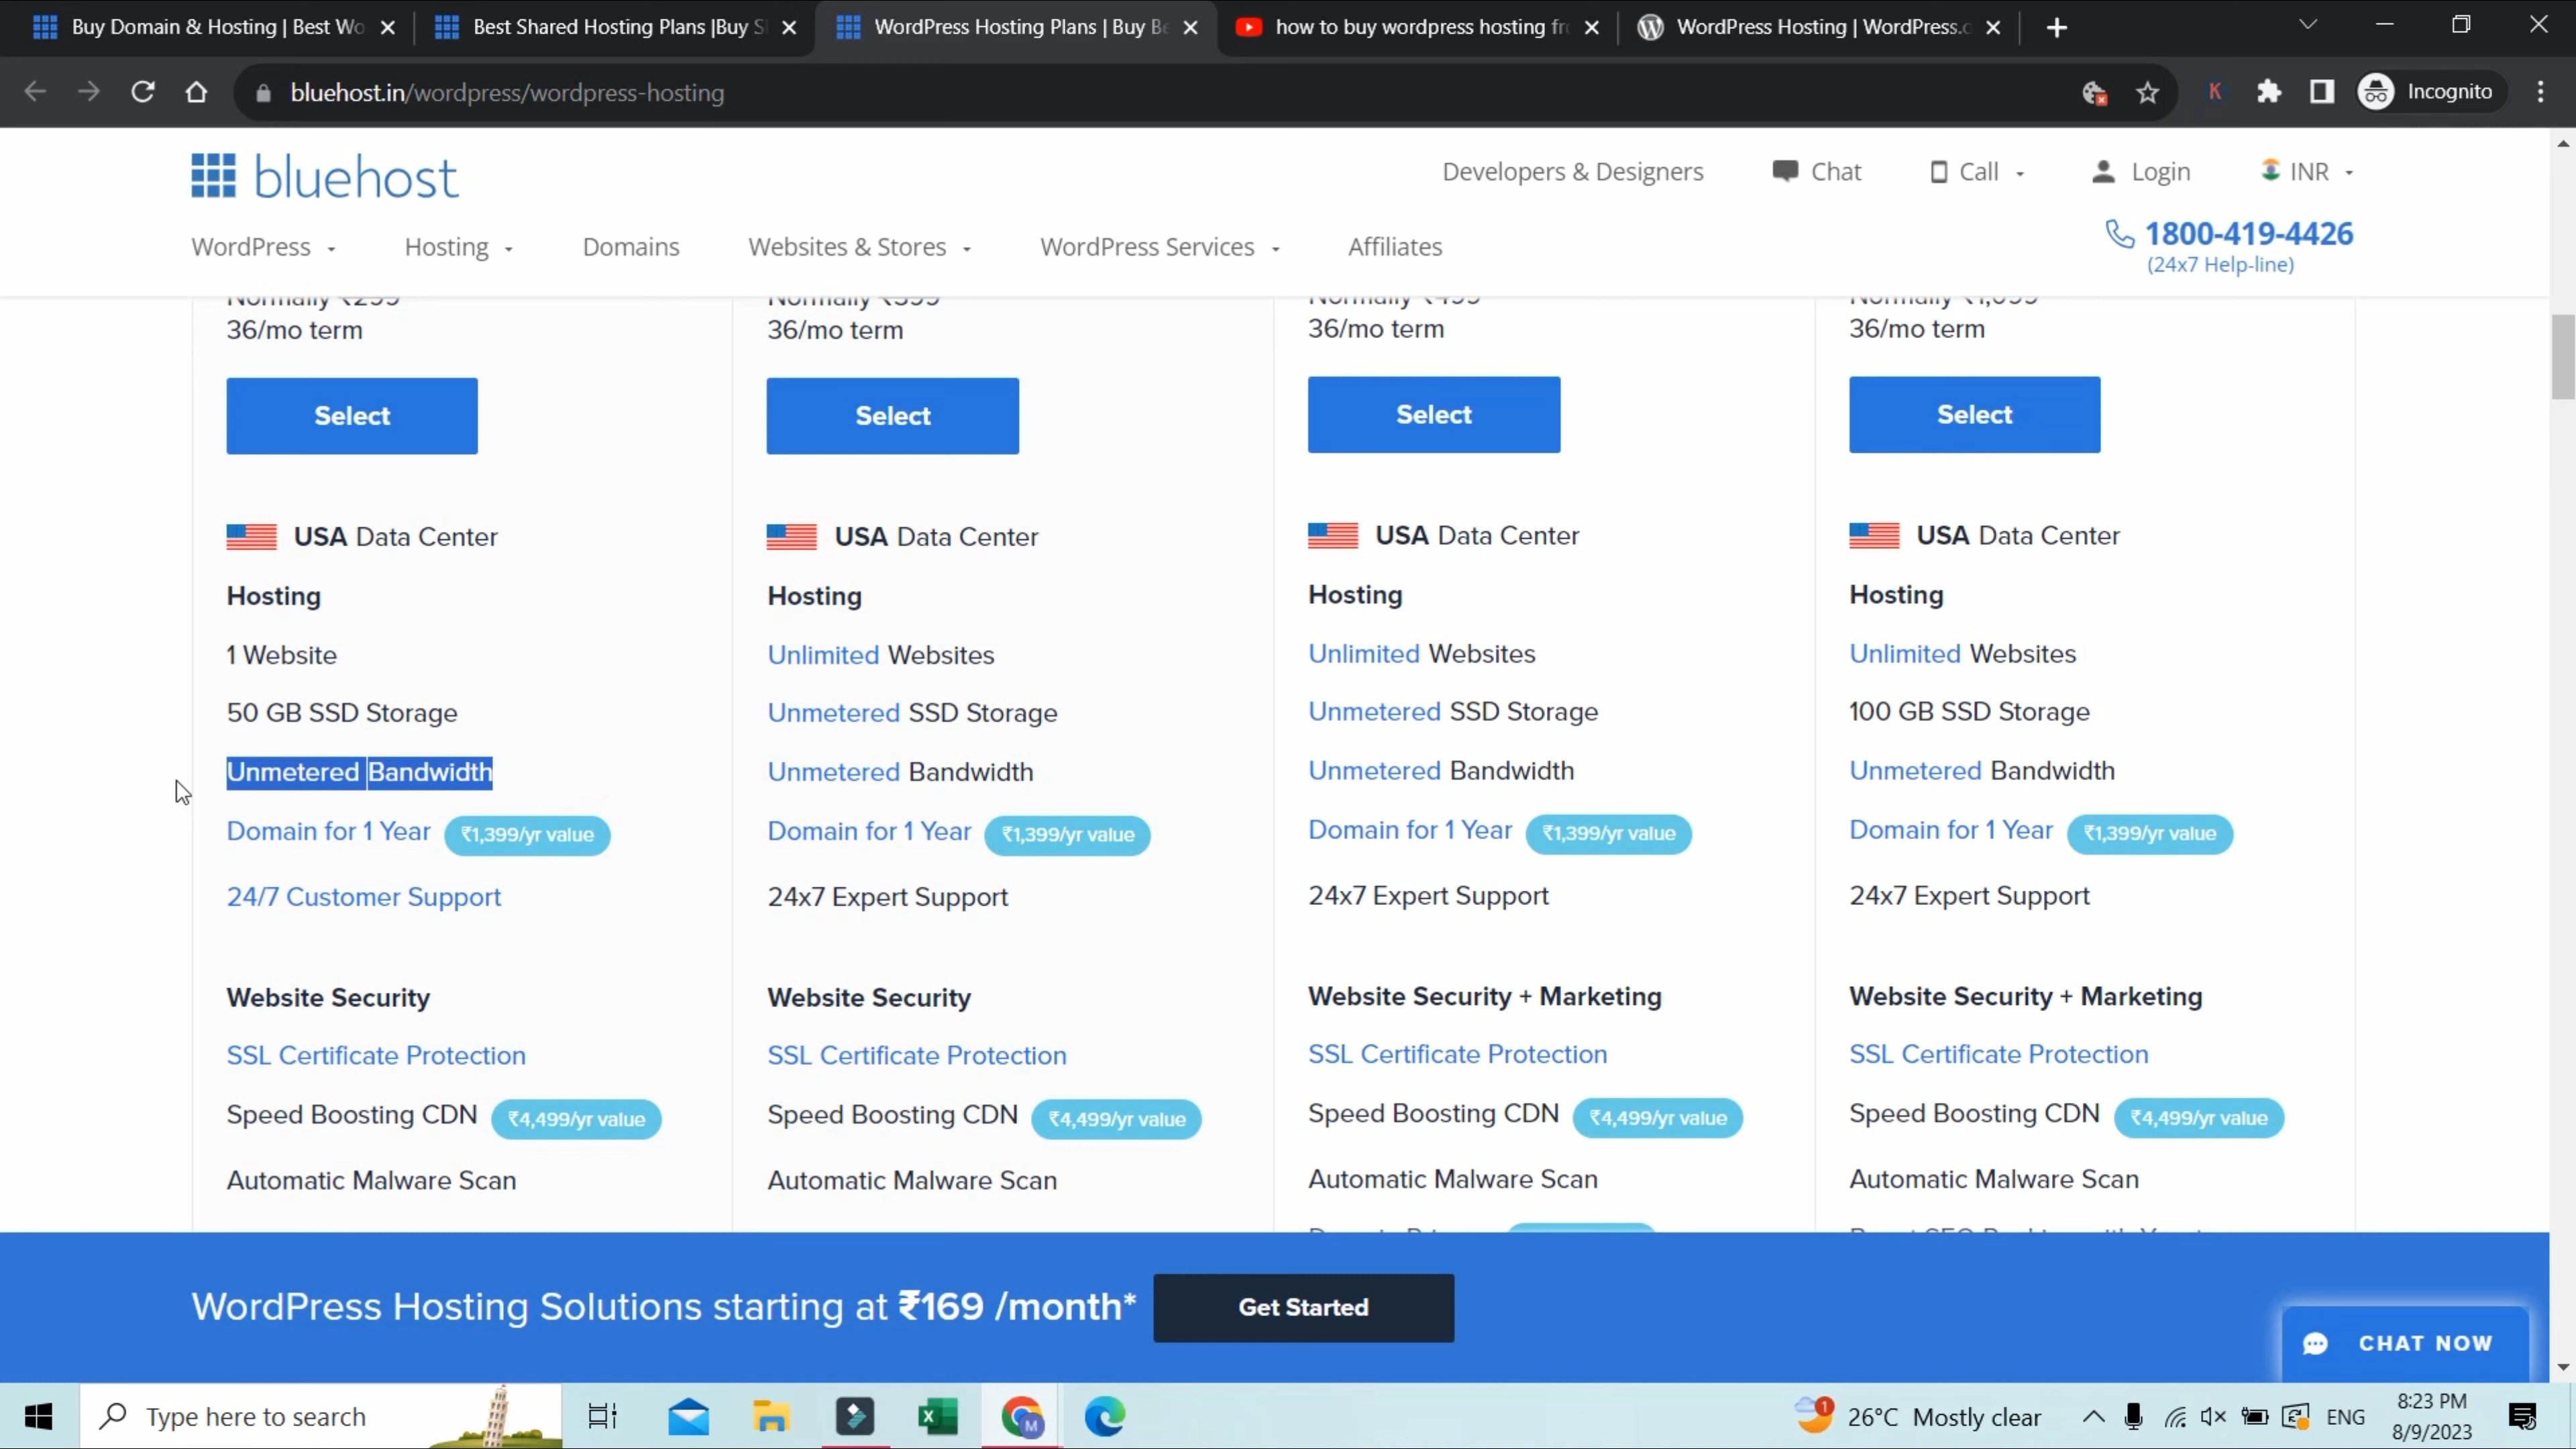 Buy Domain & Hosting | Best Wo
Best Shared Hosting Plans |Buy S
WordPress Hosting Plans | Buy Be
how to buy wordpress hosting fr
WordPress Hosting | WordPress.c
bluehost.in/wordpress/wordpress-hosting
K
Incognito
bluehost
Developers & Designers
Chat
Call
Login
INR
1800-419-4426
(24x7 Help-line)
WordPress
Hosting
Domains
Websites & Stores
WordPress Services
Affiliates
Normally ₹299
36/mo term
Select
USA Data Center
Hosting
1 Website
50 GB SSD Storage
Unmetered Bandwidth
Domain for 1 Year ₹1,399/yr value
24/7 Customer Support
Website Security
SSL Certificate Protection
Speed Boosting CDN ₹4,499/yr value
Automatic Malware Scan
Normally ₹399
36/mo term
Select
USA Data Center
Hosting
Unlimited Websites
Unmetered SSD Storage
Unmetered Bandwidth
Domain for 1 Year ₹1,399/yr value
24x7 Expert Support
Website Security
SSL Certificate Protection
Speed Boosting CDN ₹4,499/yr value
Automatic Malware Scan
Normally ₹499
36/mo term
Select
USA Data Center
Hosting
Unlimited Websites
Unmetered SSD Storage
Unmetered Bandwidth
Domain for 1 Year ₹1,399/yr value
24x7 Expert Support
Website Security + Marketing
SSL Certificate Protection
Speed Boosting CDN ₹4,499/yr value
Automatic Malware Scan
Normally ₹1,099
36/mo term
Select
USA Data Center
Hosting
Unlimited Websites
100 GB SSD Storage
Unmetered Bandwidth
Domain for 1 Year ₹1,399/yr value
24x7 Expert Support
Website Security + Marketing
SSL Certificate Protection
Speed Boosting CDN ₹4,499/yr value
Automatic Malware Scan
WordPress Hosting Solutions starting at ₹169 /month*
Get Started
CHAT NOW
Type here to search
M
1
26°C Mostly clear
ENG
8:23 PM
8/9/2023